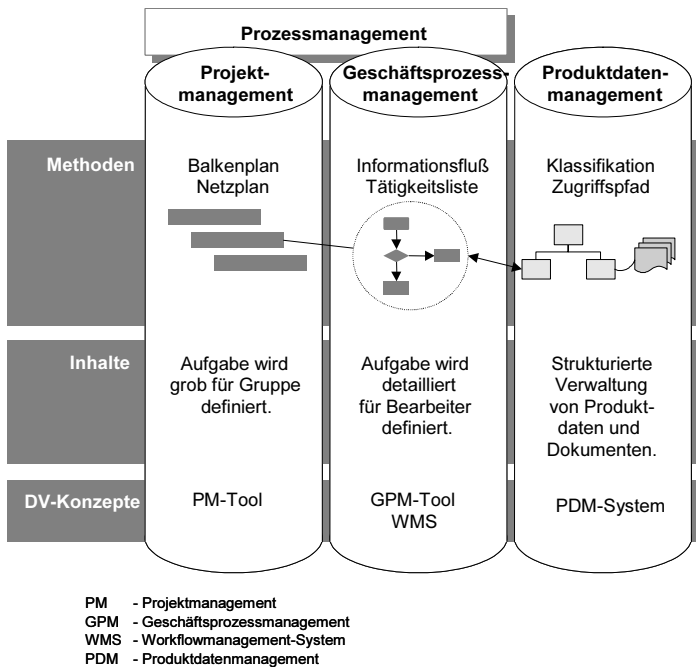 Prozessmanagement
Projekt-
management
Geschäftsprozess-
management
Produktdaten-
management
Methoden
Balkenplan
Netzplan
Informationsfluß
Tätigkeitsliste
Klassifikation
Zugriffspfad
Inhalte
Aufgabe wird
grob für Gruppe
definiert.
Aufgabe wird
detailliert
für Bearbeiter
definiert.
Strukturierte
Verwaltung
von Produkt-
daten und
Dokumenten.
DV-Konzepte
PM-Tool
GPM-Tool
WMS
PDM-System
PM - Projektmanagement
GPM - Geschäftsprozessmanagement
WMS - Workflowmanagement-System
PDM - Produktdatenmanagement